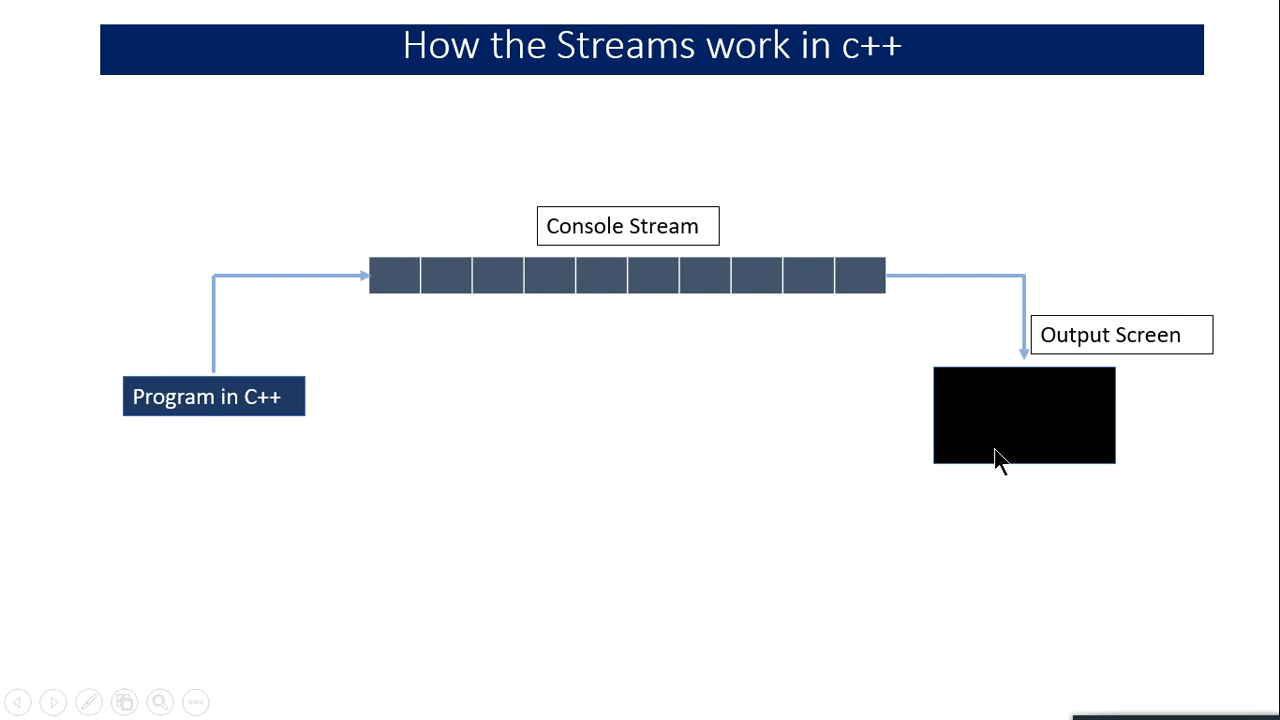 How the Streams work in c++
Console Stream
Output Screen
Program in C++